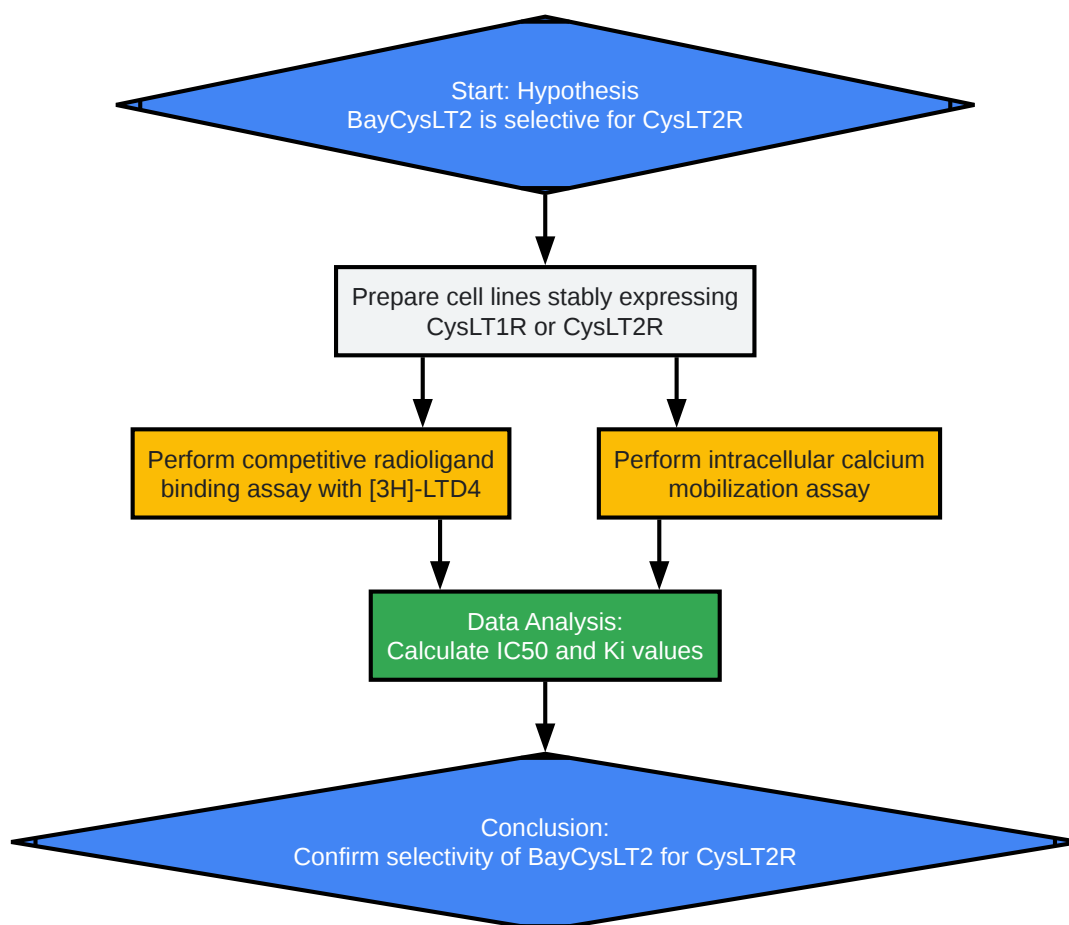 Start: Hypothesis
BayCysLT2 is selective for CysLT2R
Prepare cell lines stably expressing
CysLT1R or CysLT2R
Perform competitive radioligand
binding assay with [3H]-LTD4
Perform intracellular calcium
mobilization assay
Data Analysis:
Calculate IC50 and Ki values
Conclusion:
Confirm selectivity of BayCysLT2 for CysLT2R